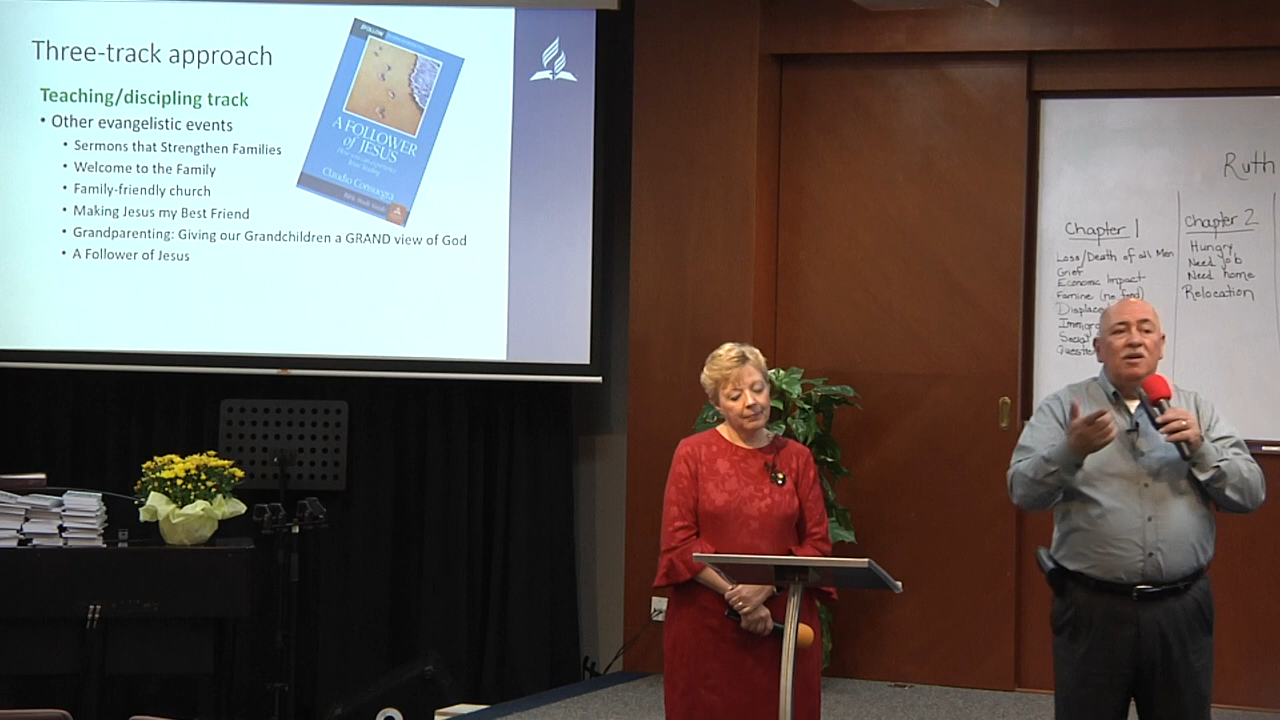 Three-track approach
Teaching/discipling track
• Other evangelistic events
• Sermons that Strengthen Families
• Welcome to the Family
• Family-friendly church
• Making Jesus my Best Friend
• Grandparenting: Giving our Grandchildren a GRAND view of God
• A Follower of Jesus
A FOLLOWER
of JESUS
Claudio Consuegra
Ruth
Chapter 1
Loss/Death of all Men
Grief
Economic Impact
Famine (no food)
Social
Chapter 2
Hungry
Need job
Need home
Relocation